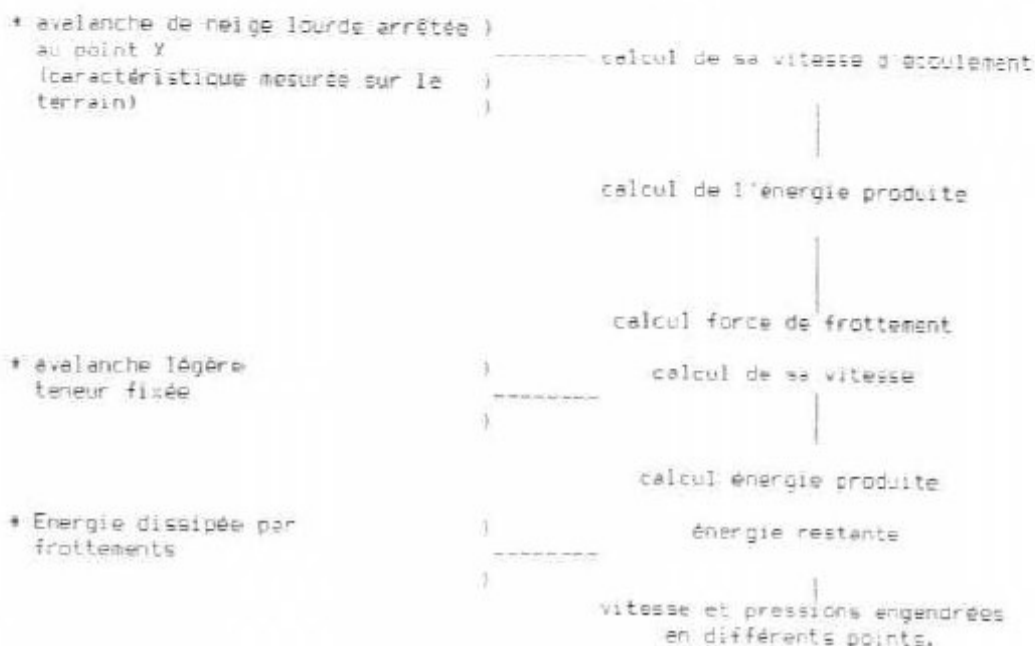 * avalanche de neige lourde arrêtée )
au point X
-------- calcul de sa vitesse d'écoulement
(caractéristique mesurée sur le )
terrain) )
calcul de l'énergie produite
calcul force de frottement
* avalanche légère ) calcul de sa vitesse
teneur fixée --------
)
calcul énergie produite
* Energie dissipée par ) énergie restante
frottements --------
)
vitesse et pressions engendrées
en différents points.